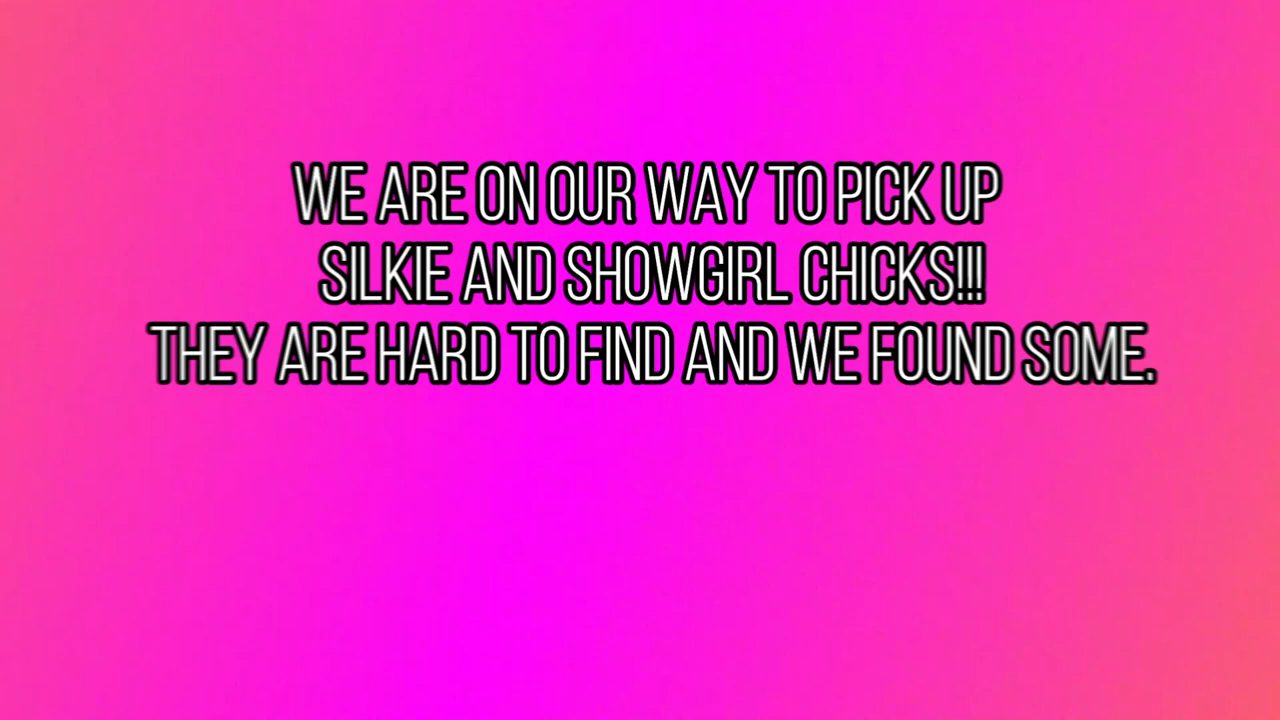 WE ARE ON OUR WAY TO PICK UP
SILKIE AND SHOWGIRL CHICKS!!!
THEY ARE HARD TO FIND AND WE FOUND SOME.